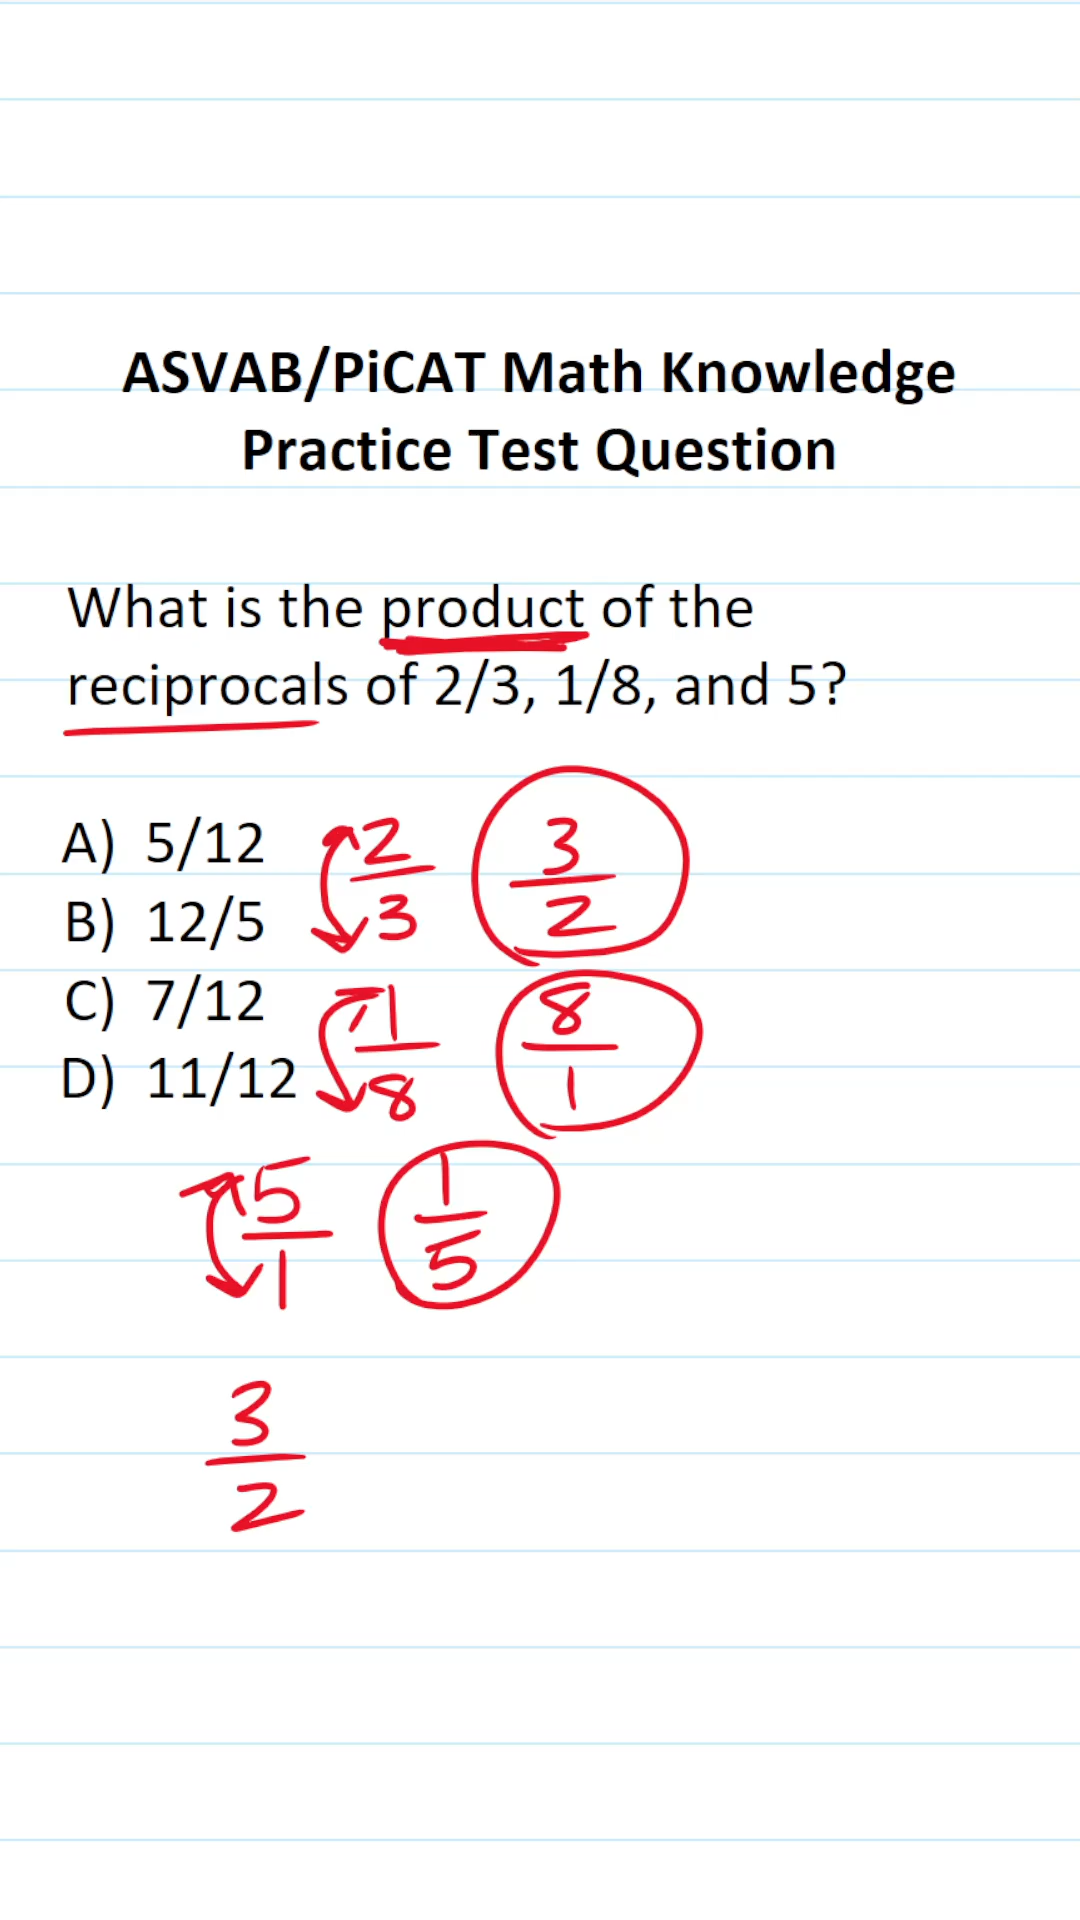 ASVAB/PiCAT Math Knowledge
Practice Test Question
What is the product of the
reciprocals of 2/3, 1/8, and 5?
A) 5/12
B) 12/5
C) 7/12
D) 11/12
2/3 3/2
1/8 8/1
5/1 1/5
3/2